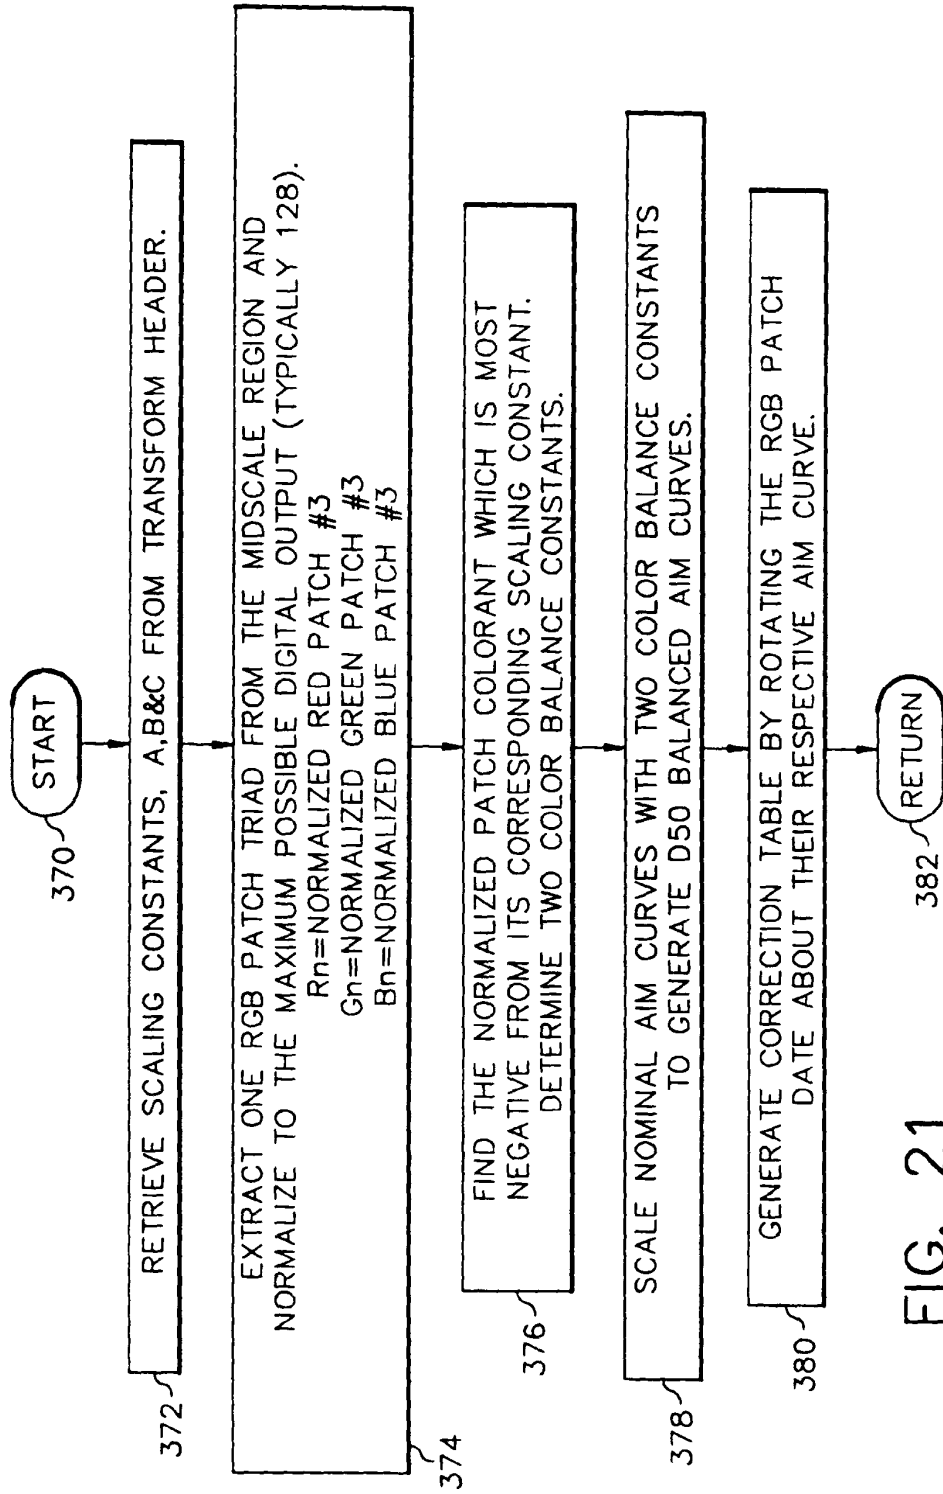 START
370
RETRIEVE SCALING CONSTANTS, A,B&C FROM TRANSFORM HEADER.
372
EXTRACT ONE RGB PATCH TRIAD FROM THE MIDSCALE REGION AND
NORMALIZE TO THE MAXIMUM POSSIBLE DIGITAL OUTPUT (TYPICALLY 128).
Rn=NORMALIZED RED PATCH #3
Gn=NORMALIZED GREEN PATCH #3
Bn=NORMALIZED BLUE PATCH #3
374
FIND THE NORMALIZED PATCH COLORANT WHICH IS MOST
NEGATIVE FROM ITS CORRESPONDING SCALING CONSTANT.
DETERMINE TWO COLOR BALANCE CONSTANTS.
376
SCALE NOMINAL AIM CURVES WITH TWO COLOR BALANCE CONSTANTS
TO GENERATE D50 BALANCED AIM CURVES.
378
GENERATE CORRECTION TABLE BY ROTATING THE RGB PATCH
DATE ABOUT THEIR RESPECTIVE AIM CURVE.
380
RETURN
382
FIG. 21